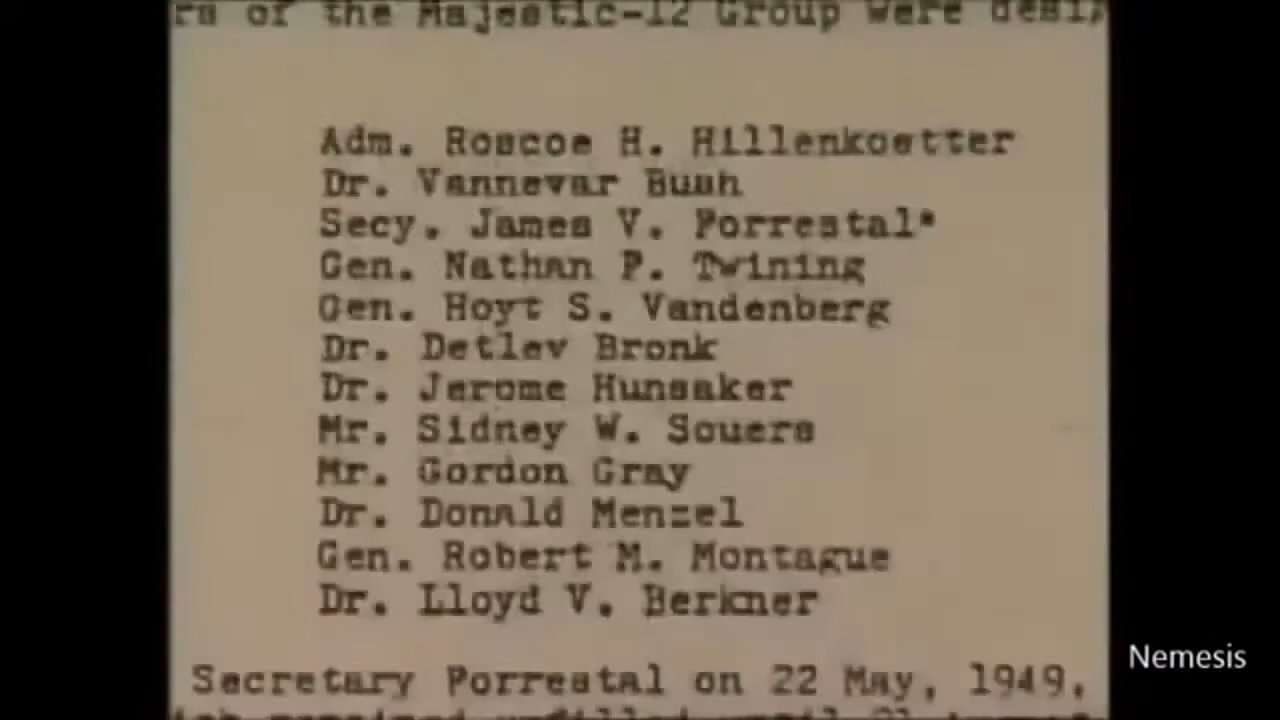 rs of the Majestic-12 Group were desi
Adm. Roscoe H. Hillenkoetter
Dr. Vannevar Bush
Secy. James V. Forrestal*
Gen. Nathan F. Twining
Gen. Hoyt S. Vandenberg
Dr. Detlev Bronk
Dr. Jerome Hunsaker
Mr. Sidney W. Souers
Mr. Gordon Gray
Dr. Donald Menzel
Gen. Robert M. Montague
Dr. Lloyd V. Berkner
Secretary Forrestal on 22 May, 1949,
Nemesis